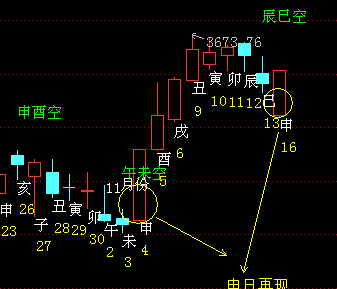 辰巳空
3673.76
丑
寅
卯
辰
巳
9
10
11
12
13
申
16
申酉空
戌
6
酉
5
午未空
11月份
亥
26
丑
28
寅
29
卯
30
申
23
子
27
午
2
未
3
申
4
申日再现